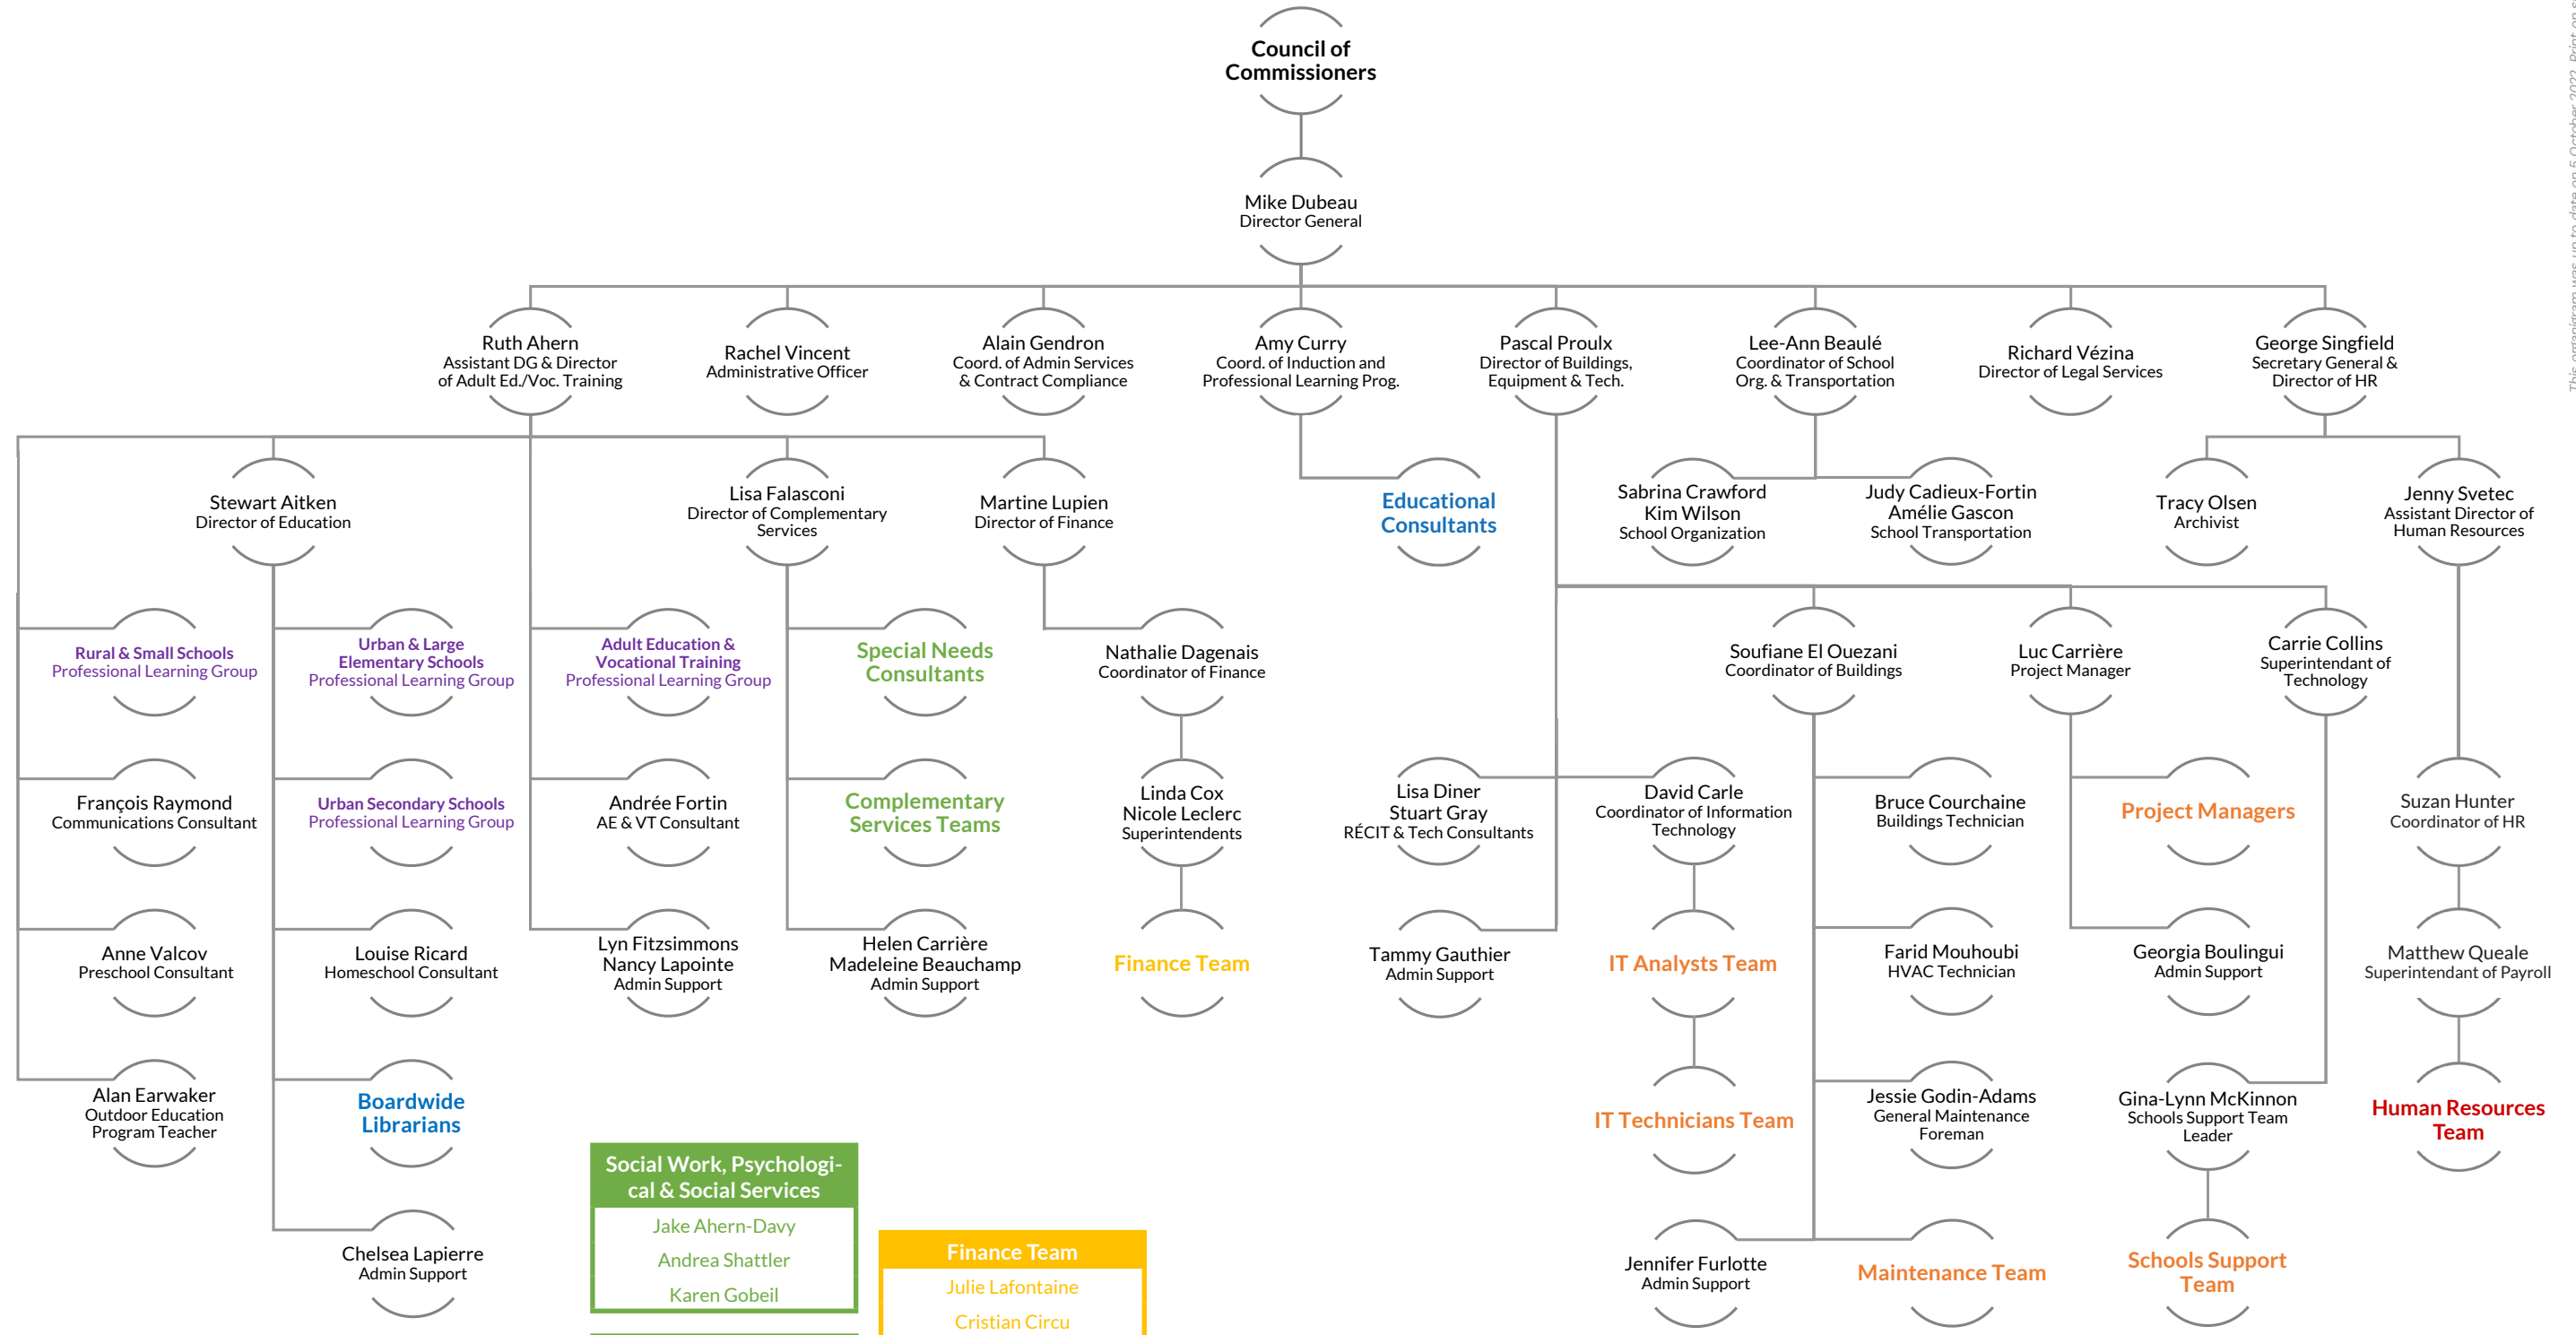 Council of
Commissioners
Mike Dubeau
Director General
Ruth Ahern
Assistant DG & Director
of Adult Ed./Voc. Training
Rachel Vincent
Administrative Officer
Alain Gendron
Coord. of Admin Services
& Contract Compliance
Amy Curry
Coord. of Induction and
Professional Learning Prog.
Pascal Proulx
Director of Buildings,
Equipment & Tech.
Lee-Ann Beaulé
Coordinator of School
Org. & Transportation
Richard Vézina
Director of Legal Services
George Singfield
Secretary General &
Director of HR
Stewart Aitken
Director of Education
Lisa Falasconi
Director of Complementary
Services
Martine Lupien
Director of Finance
Educational
Consultants
Sabrina Crawford
Kim Wilson
School Organization
Judy Cadieux-Fortin
Amélie Gascon
School Transportation
Tracy Olsen
Archivist
Jenny Svetec
Assistant Director of
Human Resources
Rural & Small Schools
Professional Learning Group
Urban & Large
Elementary Schools
Professional Learning Group
Adult Education &
Vocational Training
Professional Learning Group
Special Needs
Consultants
Nathalie Dagenais
Coordinator of Finance
Soufiane El Ouezani
Coordinator of Buildings
Luc Carrière
Project Manager
Carrie Collins
Superintendant of
Technology
François Raymond
Communications Consultant
Urban Secondary Schools
Professional Learning Group
Andrée Fortin
AE & VT Consultant
Complementary
Services Teams
Linda Cox
Nicole Leclerc
Superintendents
Lisa Diner
Stuart Gray
RÉCIT & Tech Consultants
David Carle
Coordinator of Information
Technology
Bruce Courchaine
Buildings Technician
Project Managers
Suzan Hunter
Coordinator of HR
Anne Valcov
Preschool Consultant
Louise Ricard
Homeschool Consultant
Lyn Fitzsimmons
Nancy Lapointe
Admin Support
Helen Carrière
Madeleine Beauchamp
Admin Support
Finance Team
Tammy Gauthier
Admin Support
IT Analysts Team
Farid Mouhoubi
HVAC Technician
Georgia Boulingui
Admin Support
Matthew Queale
Superintendant of Payroll
Alan Earwaker
Outdoor Education
Program Teacher
Boardwide
Librarians
IT Technicians Team
Jessie Godin-Adams
General Maintenance
Foreman
Gina-Lynn McKinnon
Schools Support Team
Leader
Human Resources
Team
Chelsea Lapierre
Admin Support
Jennifer Furlotte
Admin Support
Maintenance Team
Schools Support
Team
Social Work, Psychologi-
cal & Social Services
Jake Ahern-Davy
Andrea Shattler
Karen Gobeil
Finance Team
Julie Lafontaine
Cristian Circu
This organigram was up to date on 5 October 2022. Print on